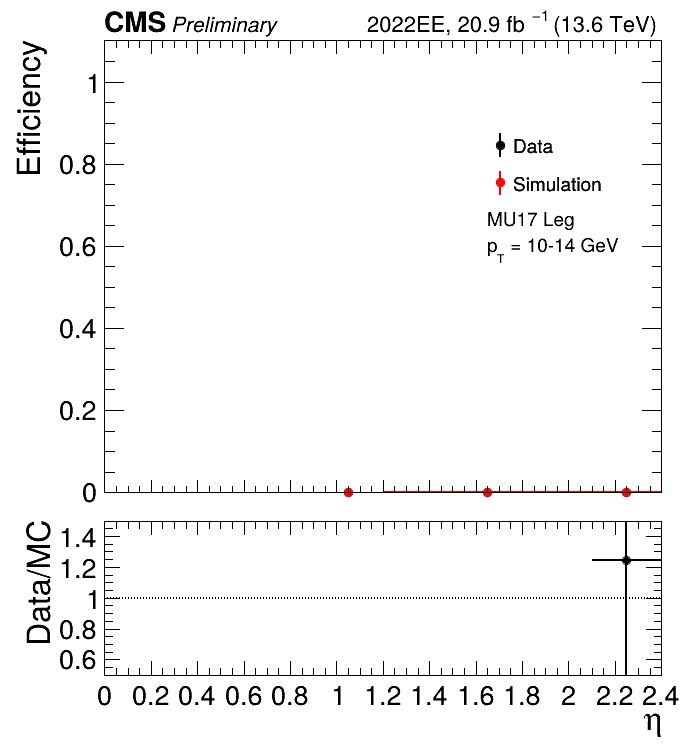 CMS Preliminary 2022EE, 20.9 fb⁻¹ (13.6 TeV)
Efficiency
1
0.8
0.6
0.4
0.2
0
Data
Simulation
MU17 Leg
p_T = 10-14 GeV
Data/MC
1.4
1.2
1
0.8
0.6
0 0.2 0.4 0.6 0.8 1 1.2 1.4 1.6 1.8 2 2.2 2.4
η